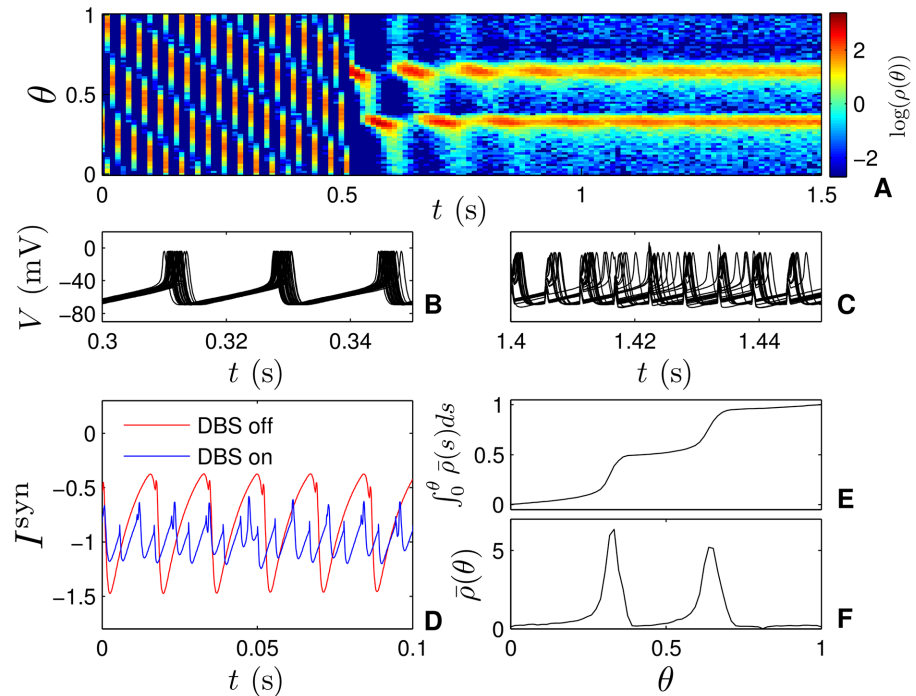 1
0.5
0
θ
0
0.5
1
1.5
t (s)
2
0
−2
log(ρ(θ))
A
0
−40
−80
V (mV)
0.3
0.32
0.34
t (s)
B
1.4
1.42
1.44
t (s)
C
0
−0.5
−1
−1.5
I^syn
DBS off
DBS on
0
0.05
0.1
t (s)
D
1
0.5
0
∫₀^θ ρ̄(s)ds
E
5
0
ρ̄(θ)
F
0
0.5
1
θ